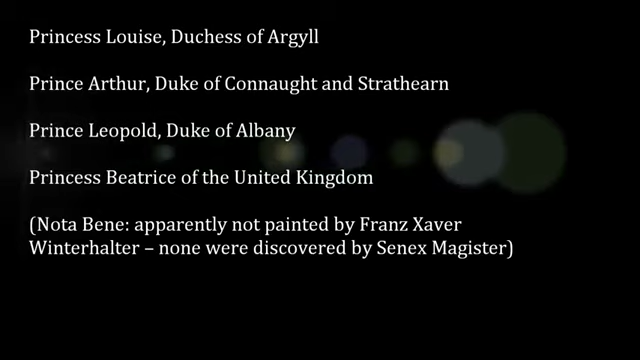 Princess Louise, Duchess of Argyll
Prince Arthur, Duke of Connaught and Strathearn
Prince Leopold, Duke of Albany
Princess Beatrice of the United Kingdom
(Nota Bene: apparently not painted by Franz Xaver
Winterhalter – none were discovered by Senex Magister)